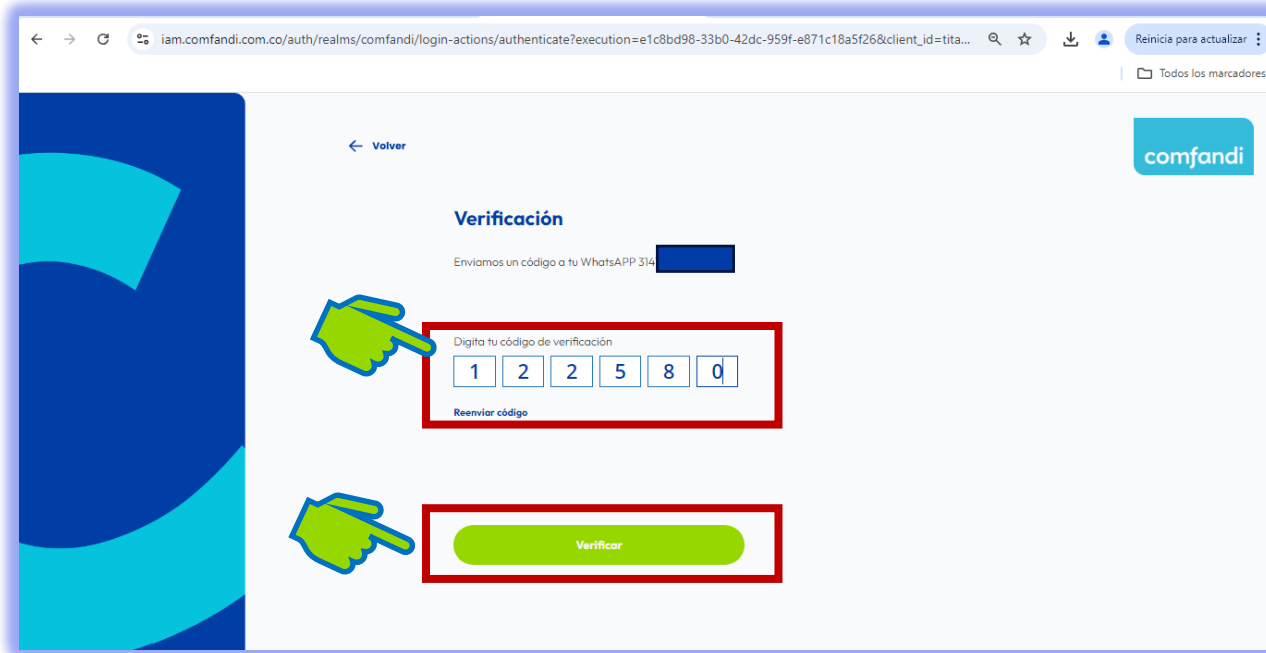 iam.comfandi.com.co/auth/realms/comfandi/login-actions/authenticate?execution=e1c8bd98-33b0-42dc-959f-e871c18a5f26&client_id=tita...
Reinicia para actualizar
Todos los marcadores
Volver
comfandi
Verificación
Enviamos un código a tu WhatsAPP 314
Digita tu código de verificación
1 2 2 5 8 0
Reenviar código
Verificar